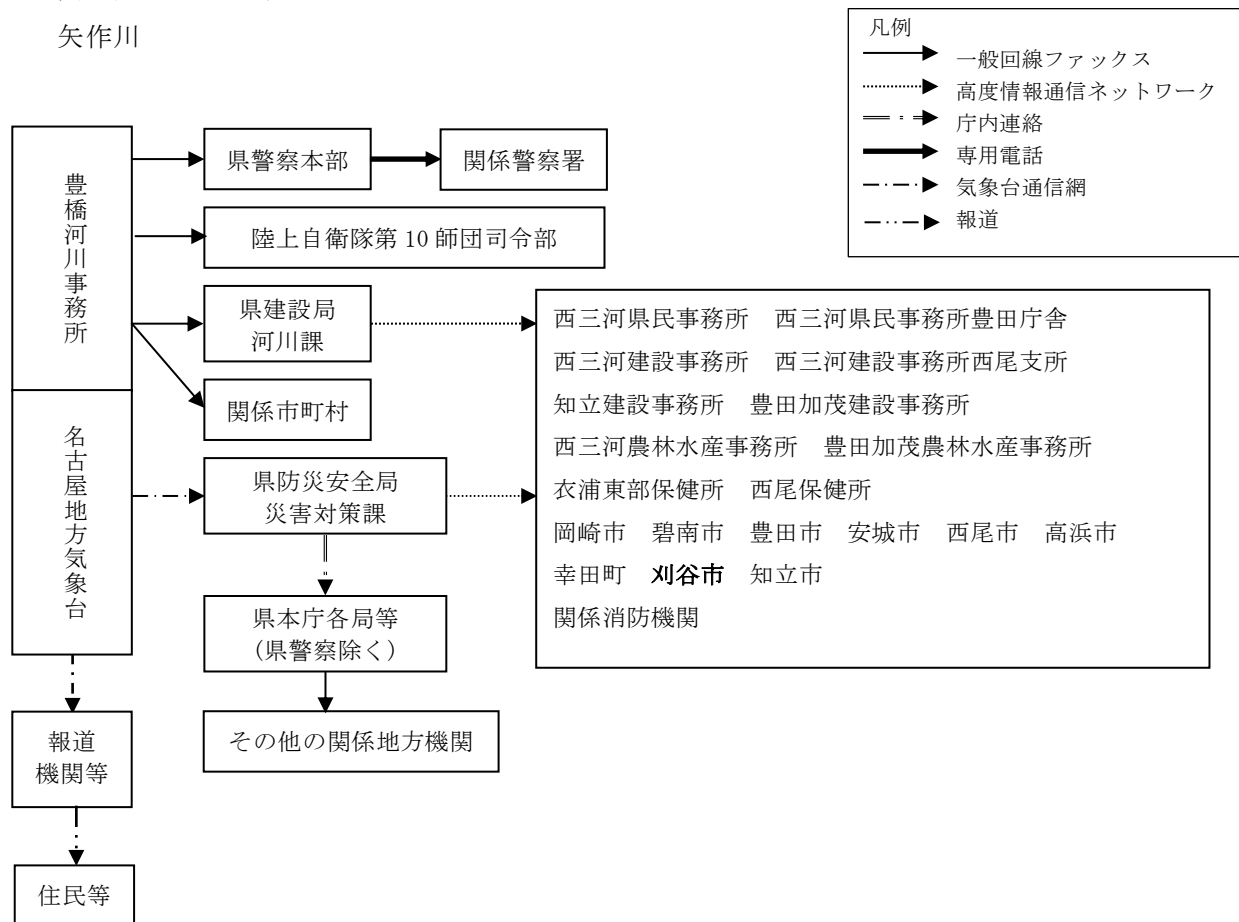 矢作川
凡例
一般回線ファックス
高度情報通信ネットワーク
庁内連絡
専用電話
気象台通信網
報道
豊橋河川事務所
名古屋地方気象台
県警察本部
関係警察署
陸上自衛隊第 10 師団司令部
県建設局
河川課
関係市町村
県防災安全局
災害対策課
県本庁各局等
(県警察除く)
その他の関係地方機関
西三河県民事務所 西三河県民事務所豊田庁舎
西三河建設事務所 西三河建設事務所西尾支所
知立建設事務所 豊田加茂建設事務所
西三河農林水産事務所 豊田加茂農林水産事務所
衣浦東部保健所 西尾保健所
岡崎市 碧南市 豊田市 安城市 西尾市 高浜市
幸田町 刈谷市 知立市
関係消防機関
報道
機関等
住民等